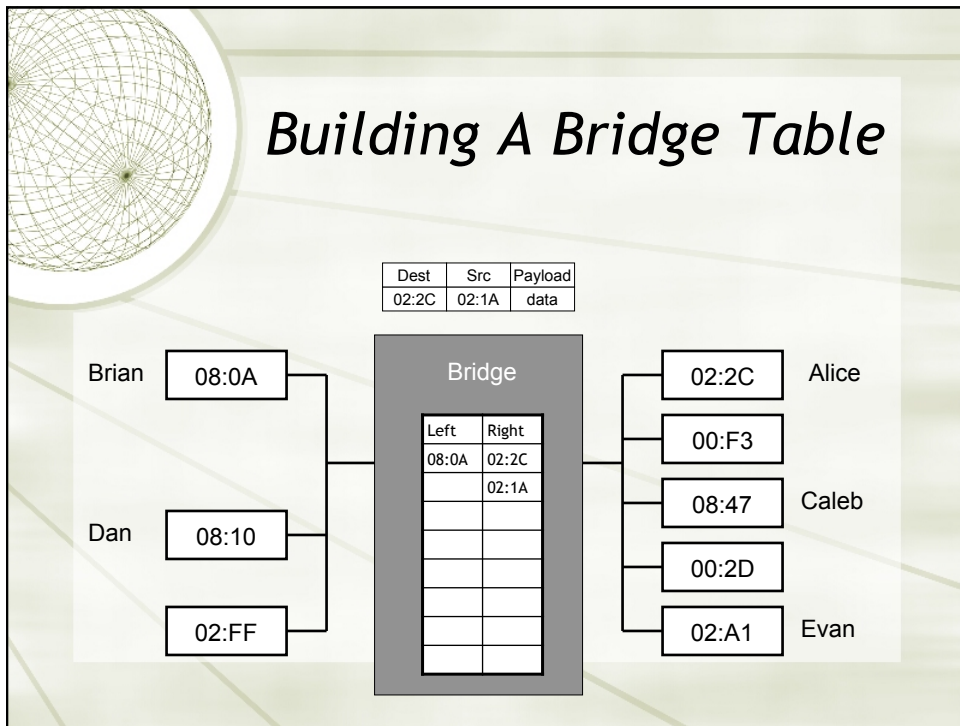 Building A Bridge Table
Dest Src Payload
02:2C 02:1A data
Bridge
Left Right
08:0A 02:2C
02:1A
Brian 08:0A
Dan 08:10
02:FF
02:2C Alice
00:F3
08:47 Caleb
00:2D
02:A1 Evan